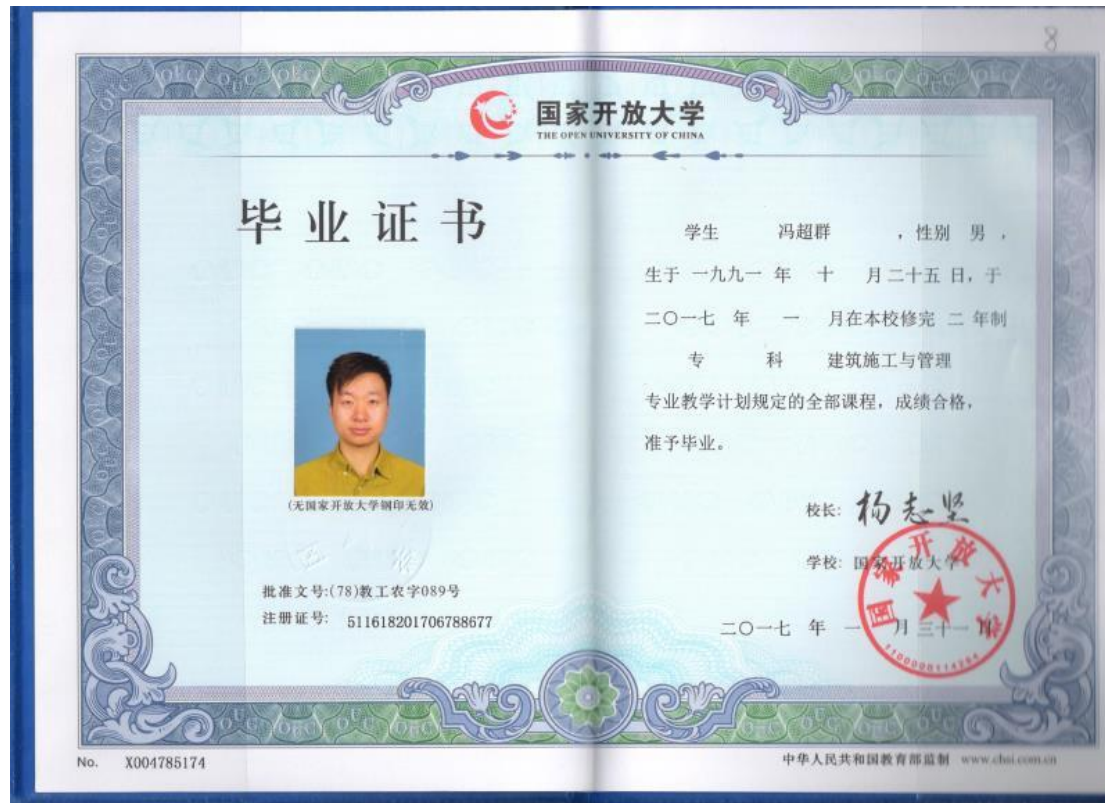 8
国家开放大学
THE OPEN UNIVERSITY OF CHINA
毕业证书
(无国家开放大学钢印无效)
批准文号:(78)教工农字089号
注册证号: 511618201706788677
学生 冯超群 ，性别 男 ，
生于 一九九一 年 十 月二十五 日，于
二〇一七 年 一 月在本校修完 二 年制
专 科 建筑施工与管理
专业教学计划规定的全部课程，成绩合格，
准予毕业。
校长: 杨志坚
学校: 国家开放大学
国家开放大学
二〇一七 年 一 月 三十一 日
No. X004785174
中华人民共和国教育部监制 www.chsi.com.cn